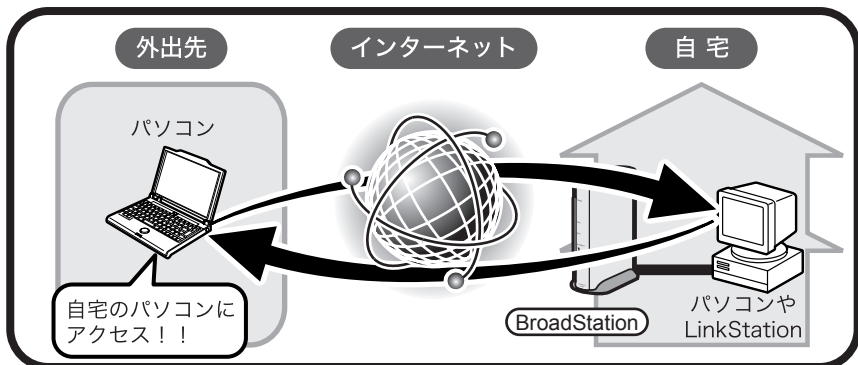 外出先
インターネット
自 宅
パソコン
自宅のパソコンに
アクセス！！
BroadStation
パソコンや
LinkStation